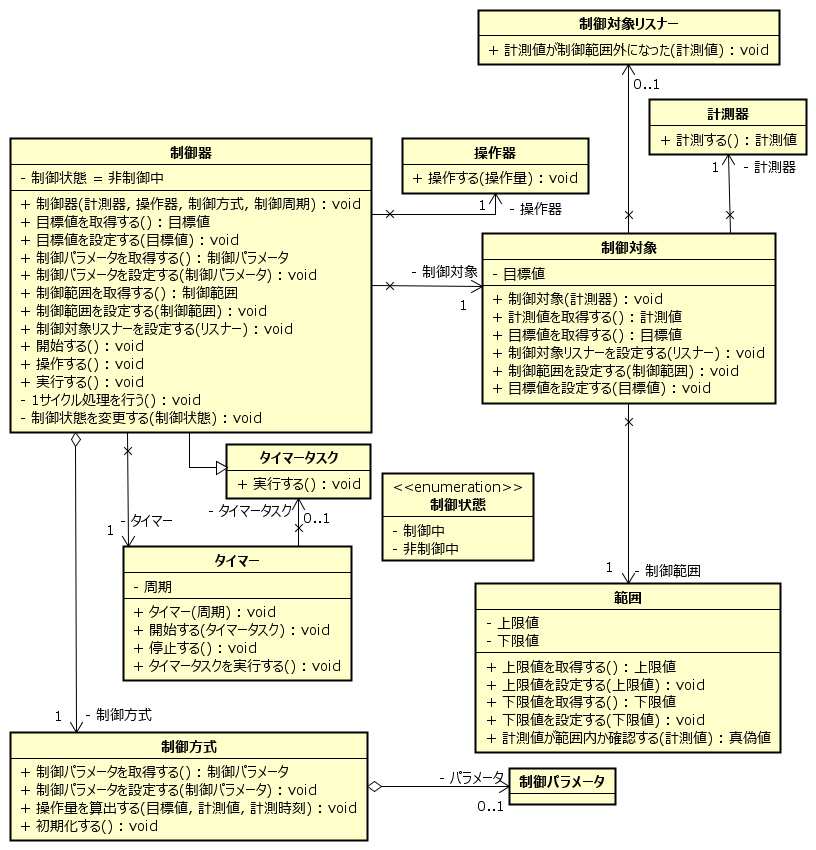 制御対象リスナー
+ 計測値が制御範囲外になった(計測値) : void
0..1
計測器
+ 計測する() : 計測値
1
- 計測器
制御器
- 制御状態 = 非制御中
+ 制御器(計測器, 操作器, 制御方式, 制御周期) : void
+ 目標値を取得する() : 目標値
+ 目標値を設定する(目標値) : void
+ 制御パラメータを取得する() : 制御パラメータ
+ 制御パラメータを設定する(制御パラメータ) : void
+ 制御範囲を取得する() : 制御範囲
+ 制御範囲を設定する(制御範囲) : void
+ 制御対象リスナーを設定する(リスナー) : void
+ 開始する() : void
+ 操作する() : void
+ 実行する() : void
- 1サイクル処理を行う() : void
- 制御状態を変更する(制御状態) : void
操作器
+ 操作する(操作量) : void
1
- 操作器
- 制御対象
1
制御対象
- 目標値
+ 制御対象(計測器) : void
+ 計測値を取得する() : 計測値
+ 目標値を取得する() : 目標値
+ 制御対象リスナーを設定する(リスナー) : void
+ 制御範囲を設定する(制御範囲) : void
+ 目標値を設定する(目標値) : void
タイマータスク
+ 実行する() : void
- タイマータスク
0..1
- タイマー
1
<<enumeration>>
制御状態
- 制御中
- 非制御中
タイマー
- 周期
+ タイマー(周期) : void
+ 開始する(タイマータスク) : void
+ 停止する() : void
+ タイマータスクを実行する() : void
1
- 制御範囲
範囲
- 上限値
- 下限値
+ 上限値を取得する() : 上限値
+ 上限値を設定する(上限値) : void
+ 下限値を取得する() : 下限値
+ 下限値を設定する(下限値) : void
+ 計測値が範囲内か確認する(計測値) : 真偽値
1
- 制御方式
制御方式
+ 制御パラメータを取得する() : 制御パラメータ
+ 制御パラメータを設定する(制御パラメータ) : void
+ 操作量を算出する(目標値, 計測値, 計測時刻) : void
+ 初期化する() : void
- パラメータ
0..1
制御パラメータ